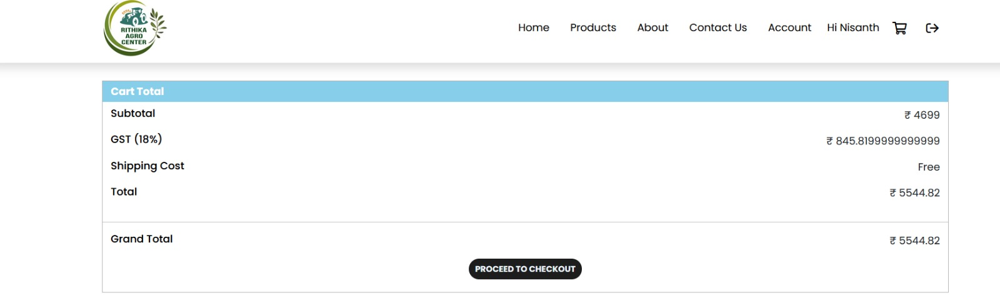 RITHIKA
AGRO
CENTER
Home Products About Contact Us Account Hi Nisanth
Cart Total
Subtotal ₹ 4699
GST (18%) ₹ 845.8199999999999
Shipping Cost Free
Total ₹ 5544.82
Grand Total ₹ 5544.82
PROCEED TO CHECKOUT